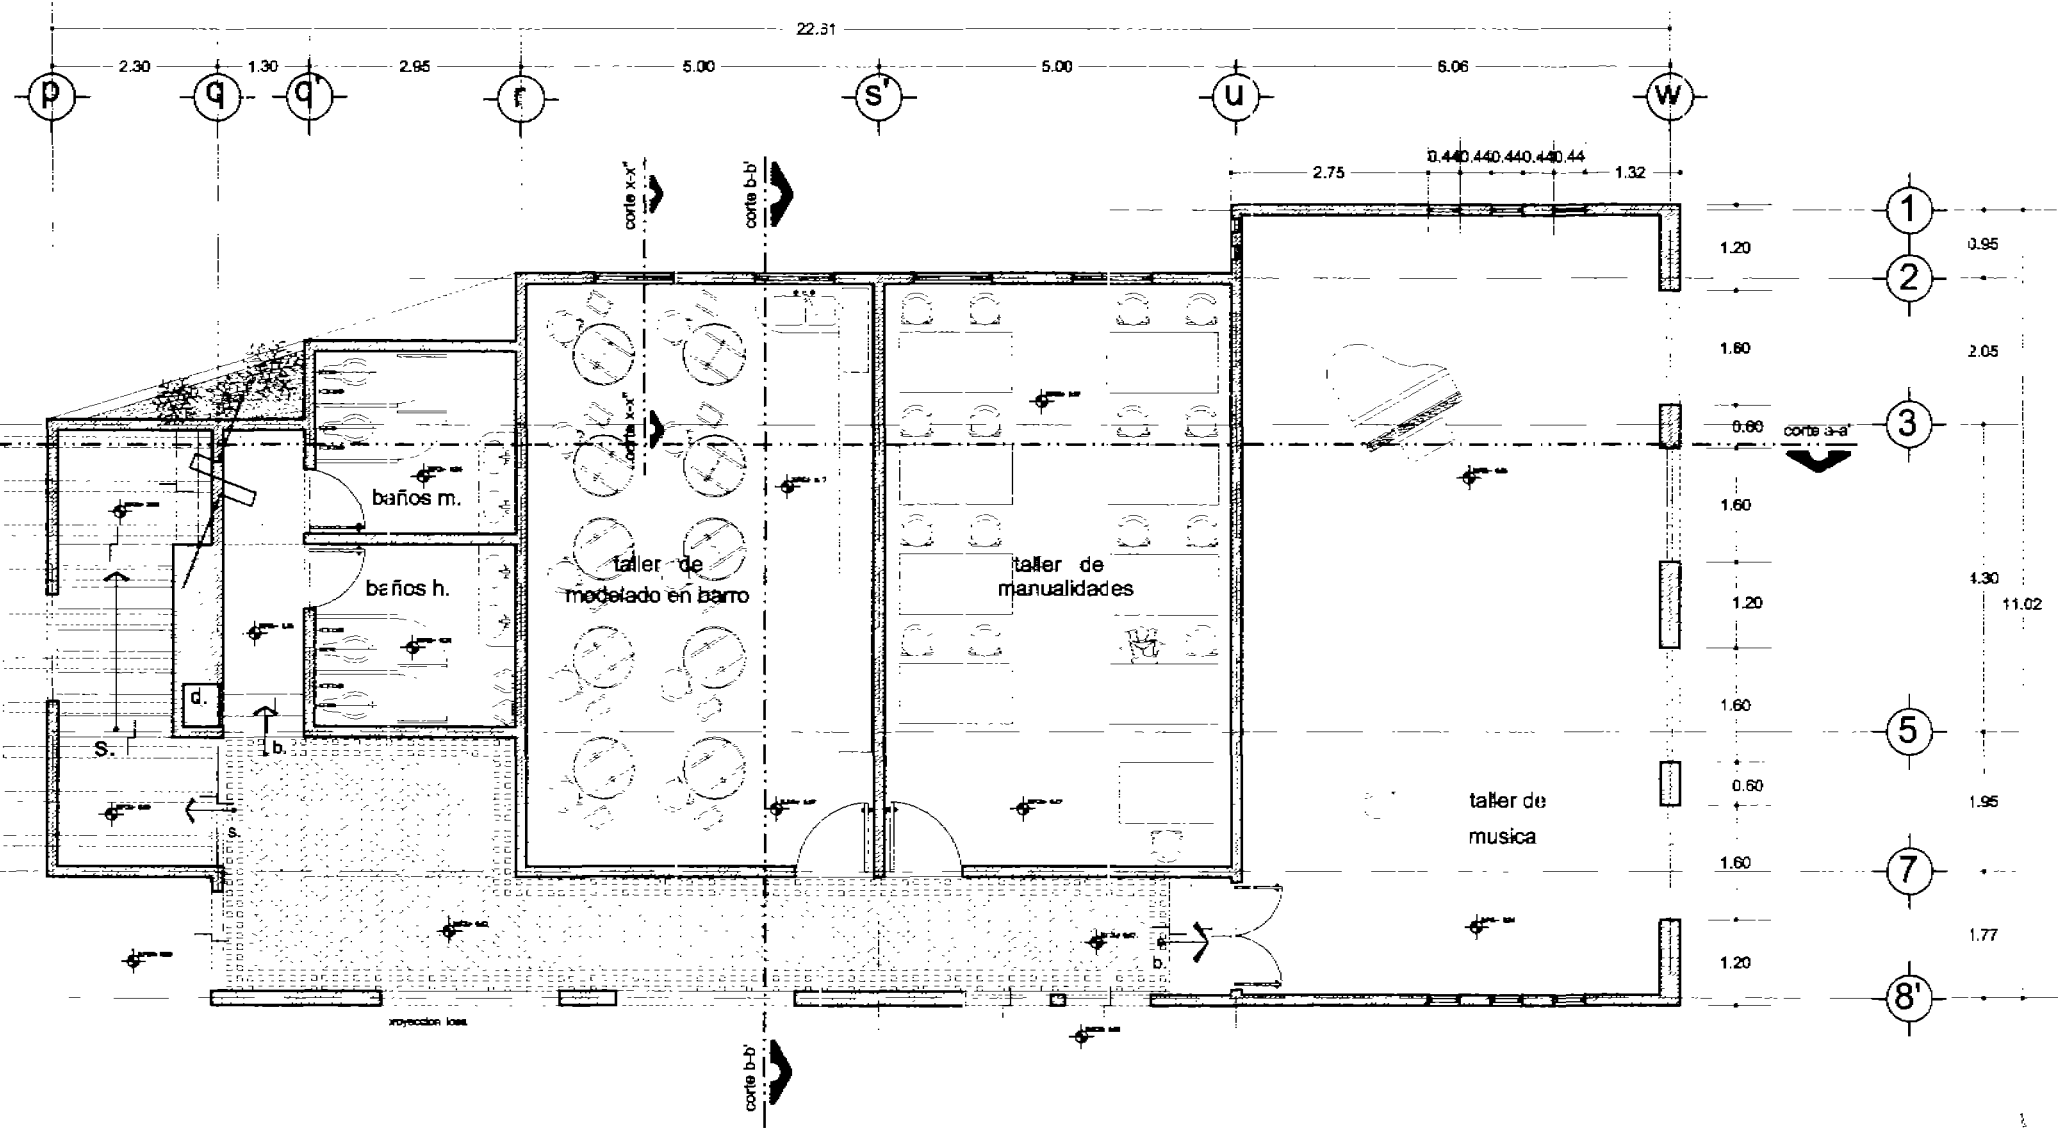 22.61
2.30 1.30 2.95 5.00 5.00 6.06
p q q' r s' u w
0.44 0.44 0.44 0.44 0.44
2.75 1.32
corte x-x''
corte b-b'
1
1.20 0.95
2
1.60 2.05
corte x-x''
3
0.60
corte a-a'
baños m.
1.60
taller de
modelado en barro
taller de
manualidades
baños h.
1.20
4.30
11.02
d.
1.60
s.
b.
5
0.60
taller de
musica
1.95
s.
1.60
7
b.
1.20
1.77
8'
proyeccion losa
corte b-b'